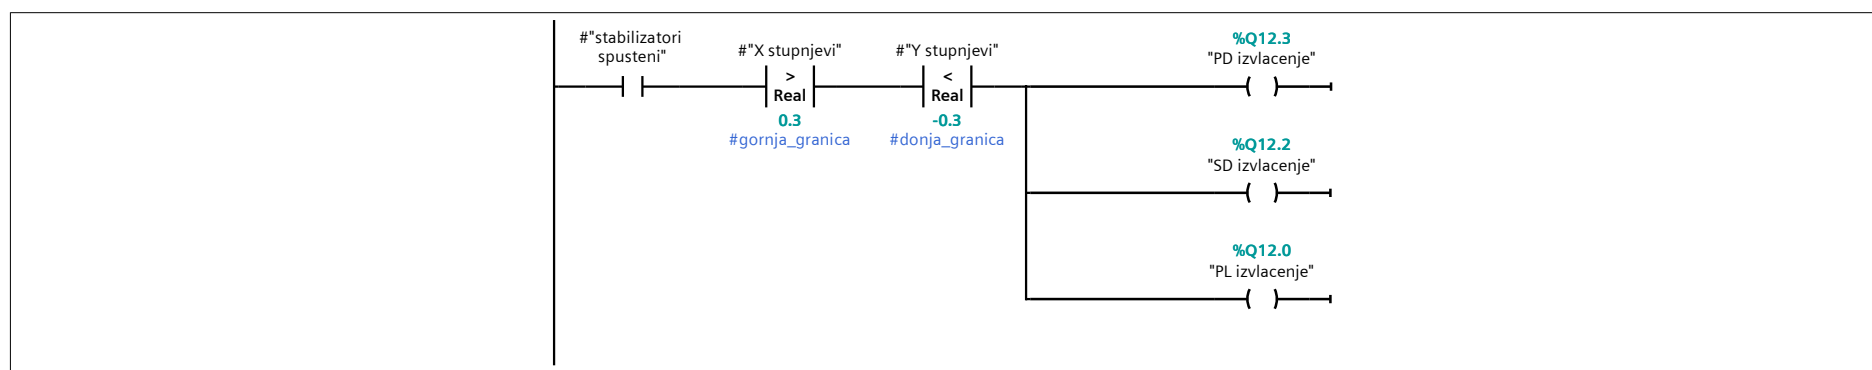 #"stabilizatori
spusteni"
#"X stupnjevi"
>
Real
0.3
#gornja_granica
#"Y stupnjevi"
<
Real
-0.3
#donja_granica
%Q12.3
"PD izvlacenje"
%Q12.2
"SD izvlacenje"
%Q12.0
"PL izvlacenje"